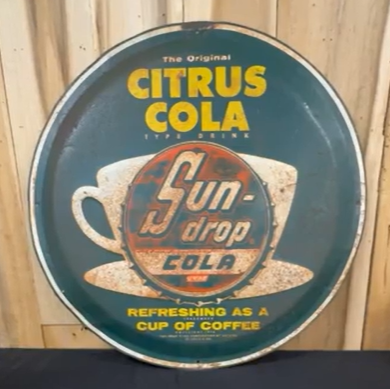 The Original
CITRUS
COLA
TYPE DRINK
Sun-
drop
COLA
REFRESHING AS A
CUP OF COFFEE